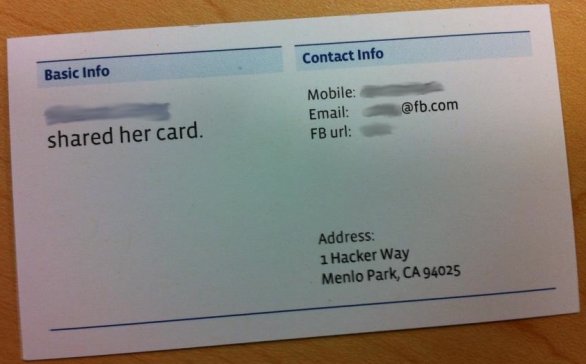 Basic Info
shared her card.
Contact Info
Mobile:
Email: @fb.com
FB url:
Address:
1 Hacker Way
Menlo Park, CA 94025